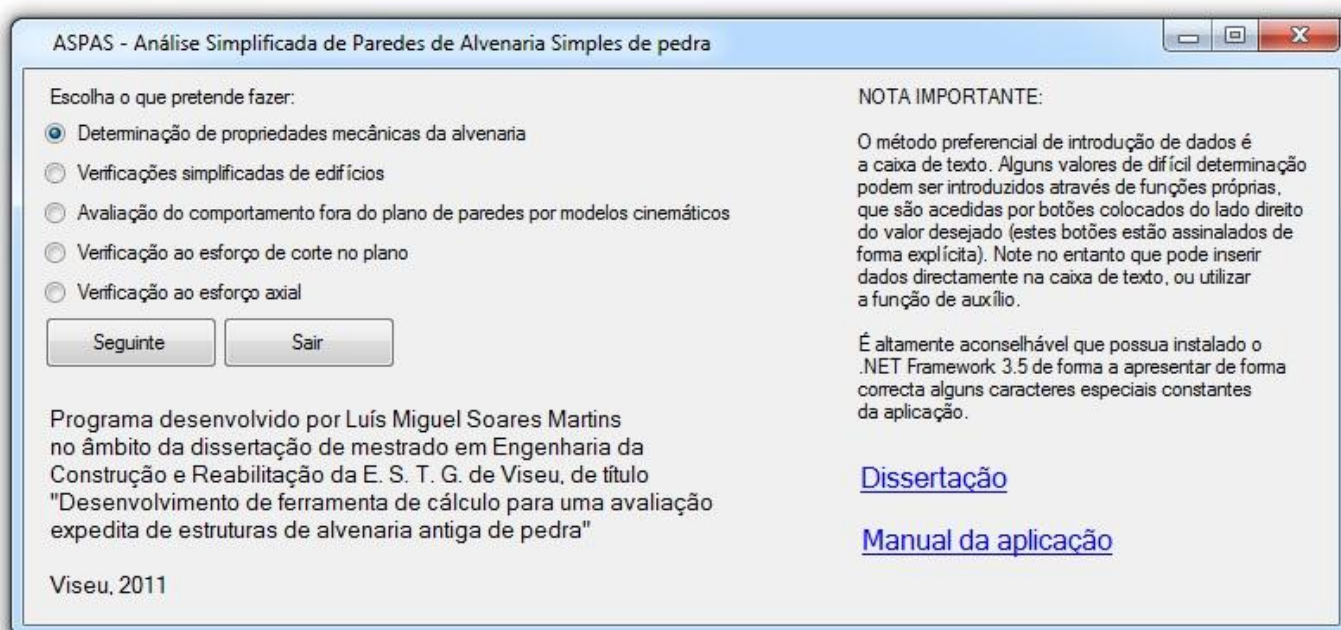 ASPAS - Análise Simplificada de Paredes de Alvenaria Simples de pedra
Escolha o que pretende fazer:
Determinação de propriedades mecânicas da alvenaria
Verificações simplificadas de edifícios
Avaliação do comportamento fora do plano de paredes por modelos cinemáticos
Verificação ao esforço de corte no plano
Verificação ao esforço axial
Seguinte
Sair
Programa desenvolvido por Luís Miguel Soares Martins
no âmbito da dissertação de mestrado em Engenharia da
Construção e Reabilitação da E. S. T. G. de Viseu, de título
"Desenvolvimento de ferramenta de cálculo para uma avaliação
expedita de estruturas de alvenaria antiga de pedra"
Viseu, 2011
NOTA IMPORTANTE:
O método preferencial de introdução de dados é
a caixa de texto. Alguns valores de difícil determinação
podem ser introduzidos através de funções próprias,
que são acedidas por botões colocados do lado direito
do valor desejado (estes botões estão assinalados de
forma explícita). Note no entanto que pode inserir
dados directamente na caixa de texto, ou utilizar
a função de auxílio.
É altamente aconselhável que possua instalado o
.NET Framework 3.5 de forma a apresentar de forma
correcta alguns caracteres especiais constantes
da aplicação.
Dissertação
Manual da aplicação